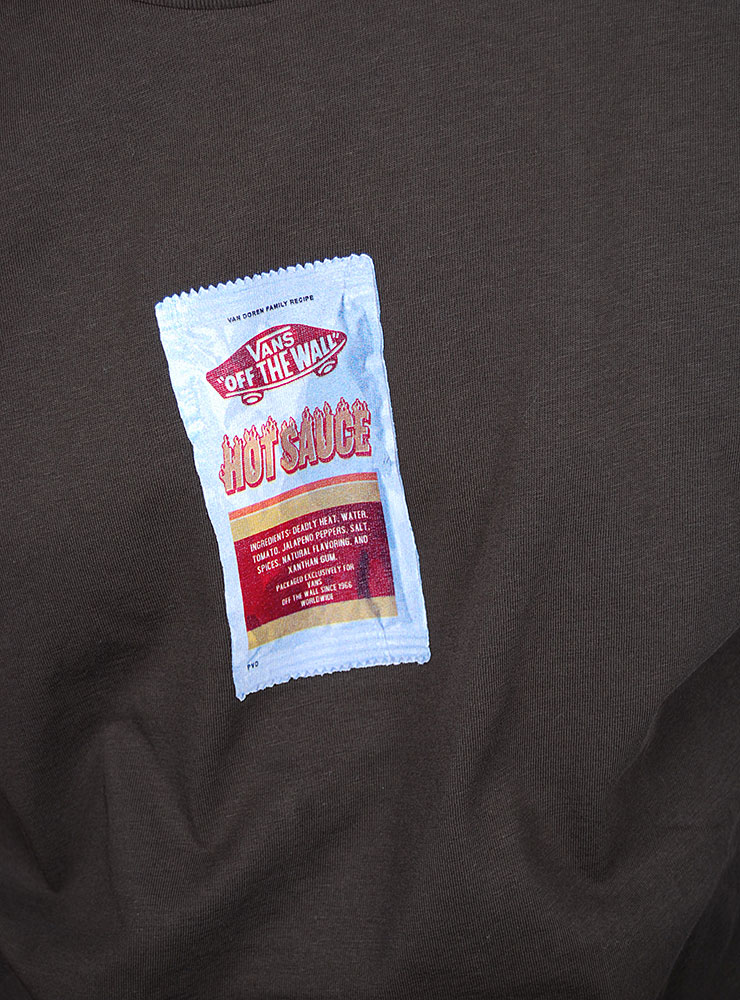 VAN DOREN FAMILY RECIPE
VANS
"OFF THE WALL"
HOT SAUCE
INGREDIENTS: DEADLY HEAT, WATER,
TOMATO, JALAPENO PEPPERS, SALT,
SPICES, NATURAL FLAVORING, AND
XANTHAN GUM.
PACKAGED EXCLUSIVELY FOR
VANS
OFF THE WALL SINCE 1966
WORLDWIDE
PVD